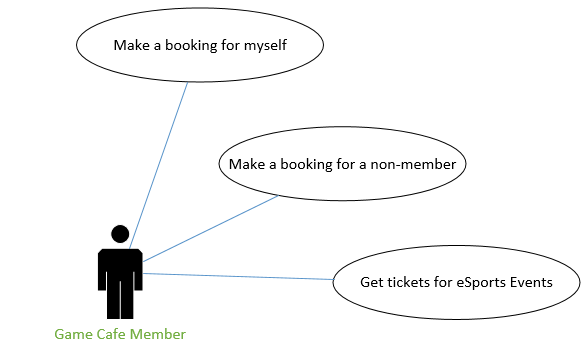 Make a booking for myself
Make a booking for a non-member
Get tickets for eSports Events
Game Cafe Member